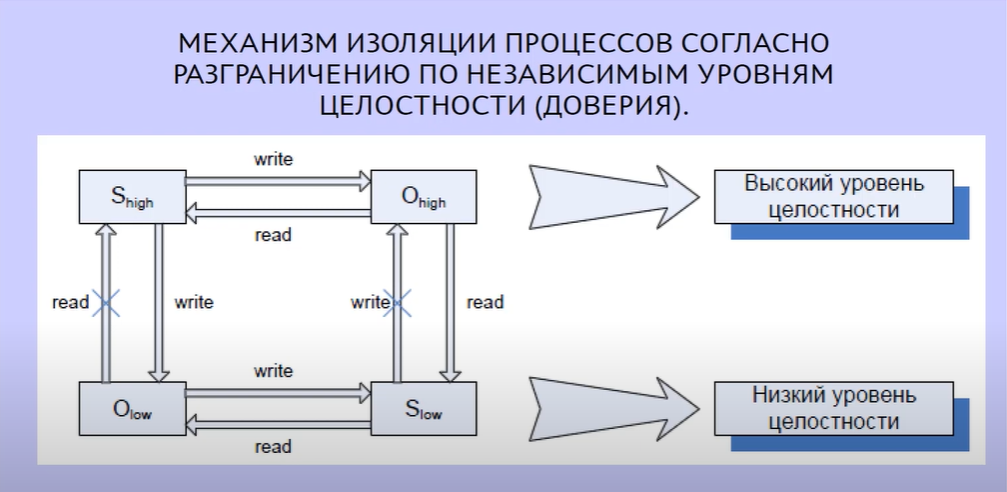 МЕХАНИЗМ ИЗОЛЯЦИИ ПРОЦЕССОВ СОГЛАСНО
РАЗГРАНИЧЕНИЮ ПО НЕЗАВИСИМЫМ УРОВНЯМ
ЦЕЛОСТНОСТИ (ДОВЕРИЯ).
write
Shigh
Ohigh
read
Высокий уровень
целостности
read
write
write
read
write
Olow
Slow
read
Низкий уровень
целостности